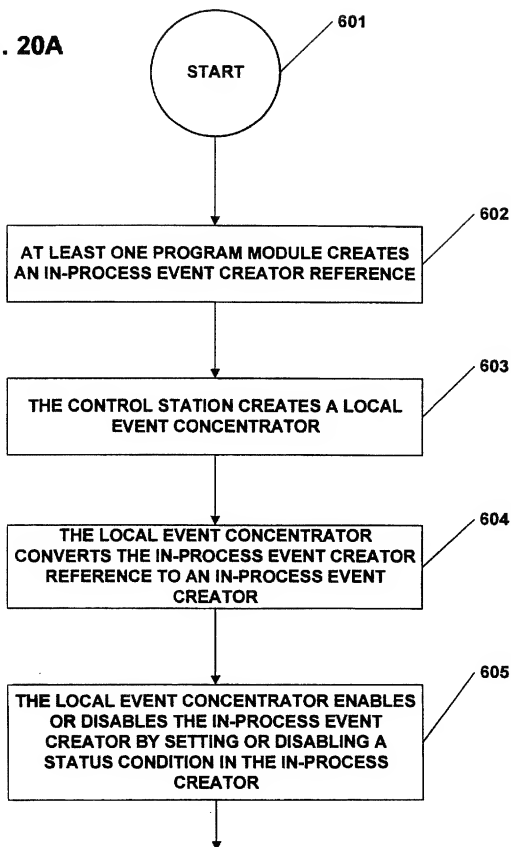 . 20A
601
START
602
AT LEAST ONE PROGRAM MODULE CREATES
AN IN-PROCESS EVENT CREATOR REFERENCE
603
THE CONTROL STATION CREATES A LOCAL
EVENT CONCENTRATOR
604
THE LOCAL EVENT CONCENTRATOR
CONVERTS THE IN-PROCESS EVENT CREATOR
REFERENCE TO AN IN-PROCESS EVENT
CREATOR
605
THE LOCAL EVENT CONCENTRATOR ENABLES
OR DISABLES THE IN-PROCESS EVENT
CREATOR BY SETTING OR DISABLING A
STATUS CONDITION IN THE IN-PROCESS
CREATOR